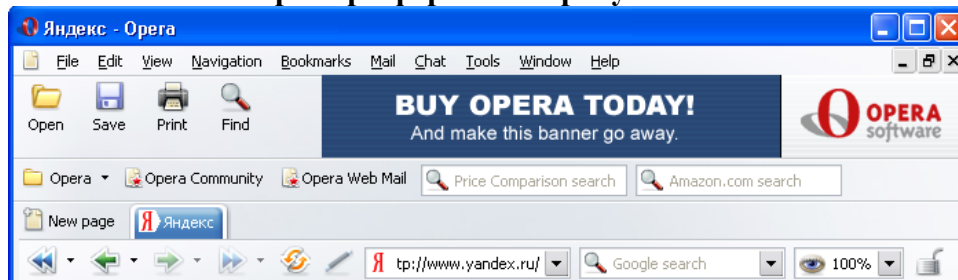 Яндекс - Opera
File Edit View Navigation Bookmarks Mail Chat Tools Window Help
Open Save Print Find
BUY OPERA TODAY!
And make this banner go away.
OPERA
software
Opera Opera Community Opera Web Mail Price Comparison search Amazon.com search
New page Я Яндекс
Я tp://www.yandex.ru/ Google search 100%